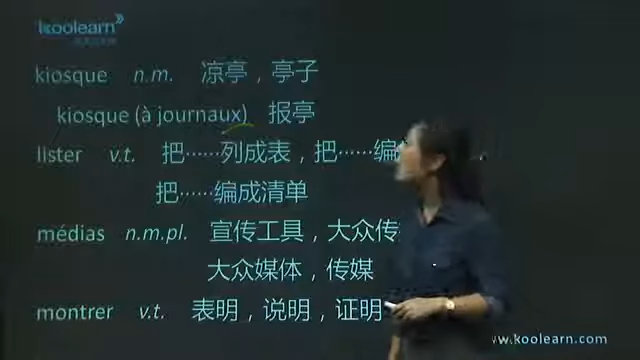 koolearn
kiosque n.m. 凉亭，亭子
kiosque (à journaux) 报亭
lister v.t. 把……列成表，把……编
把……编成清单
médias n.m.pl. 宣传工具，大众传
大众媒体，传媒
montrer v.t. 表明，说明，证明
www.koolearn.com